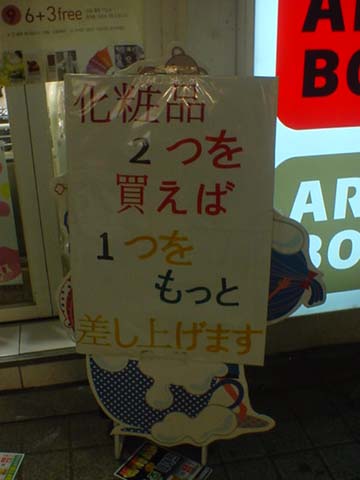 9 6+3free
化粧品
2つを
買えば
1つを
もっと
差し上げます
AR
BO
AR
BO